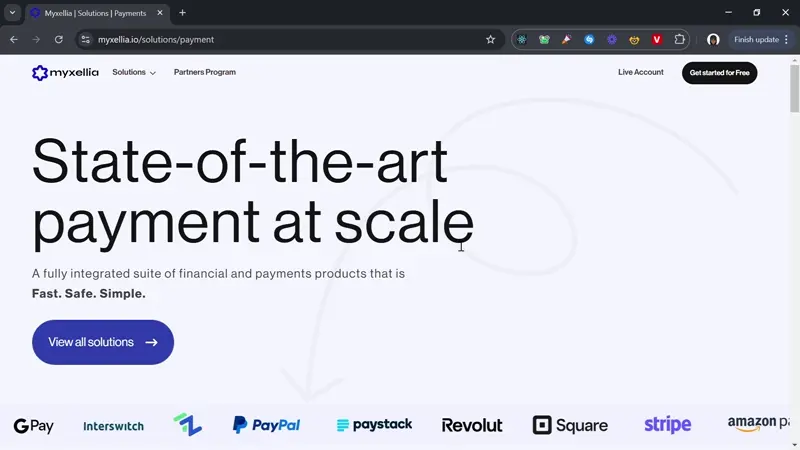 Myxellia | Solutions | Payments
myxellia.io/solutions/payment
Finish update
myxellia
Solutions
Partners Program
Live Account
Get started for Free
State-of-the-art
payment at scale
A fully integrated suite of financial and payments products that is
Fast. Safe. Simple.
View all solutions
G Pay
Interswitch
PayPal
paystack
Revolut
Square
stripe
amazon pa